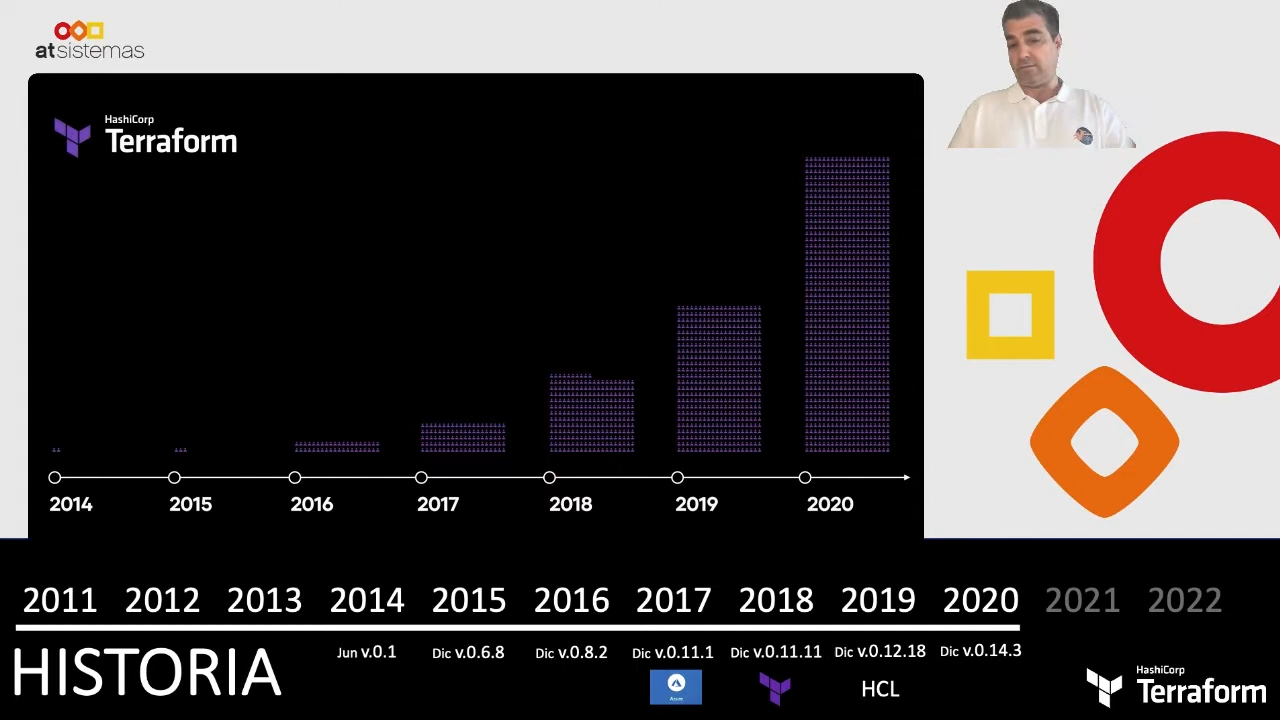 atsistemas
HashiCorp
Terraform
2014 2015 2016 2017 2018 2019 2020
2011 2012 2013 2014 2015 2016 2017 2018 2019 2020 2021 2022
Jun v.0.1 Dic v.0.6.8 Dic v.0.8.2 Dic v.0.11.1 Dic v.0.11.11 Dic v.0.12.18 Dic v.0.14.3
HISTORIA
Azure
HCL
HashiCorp
Terraform